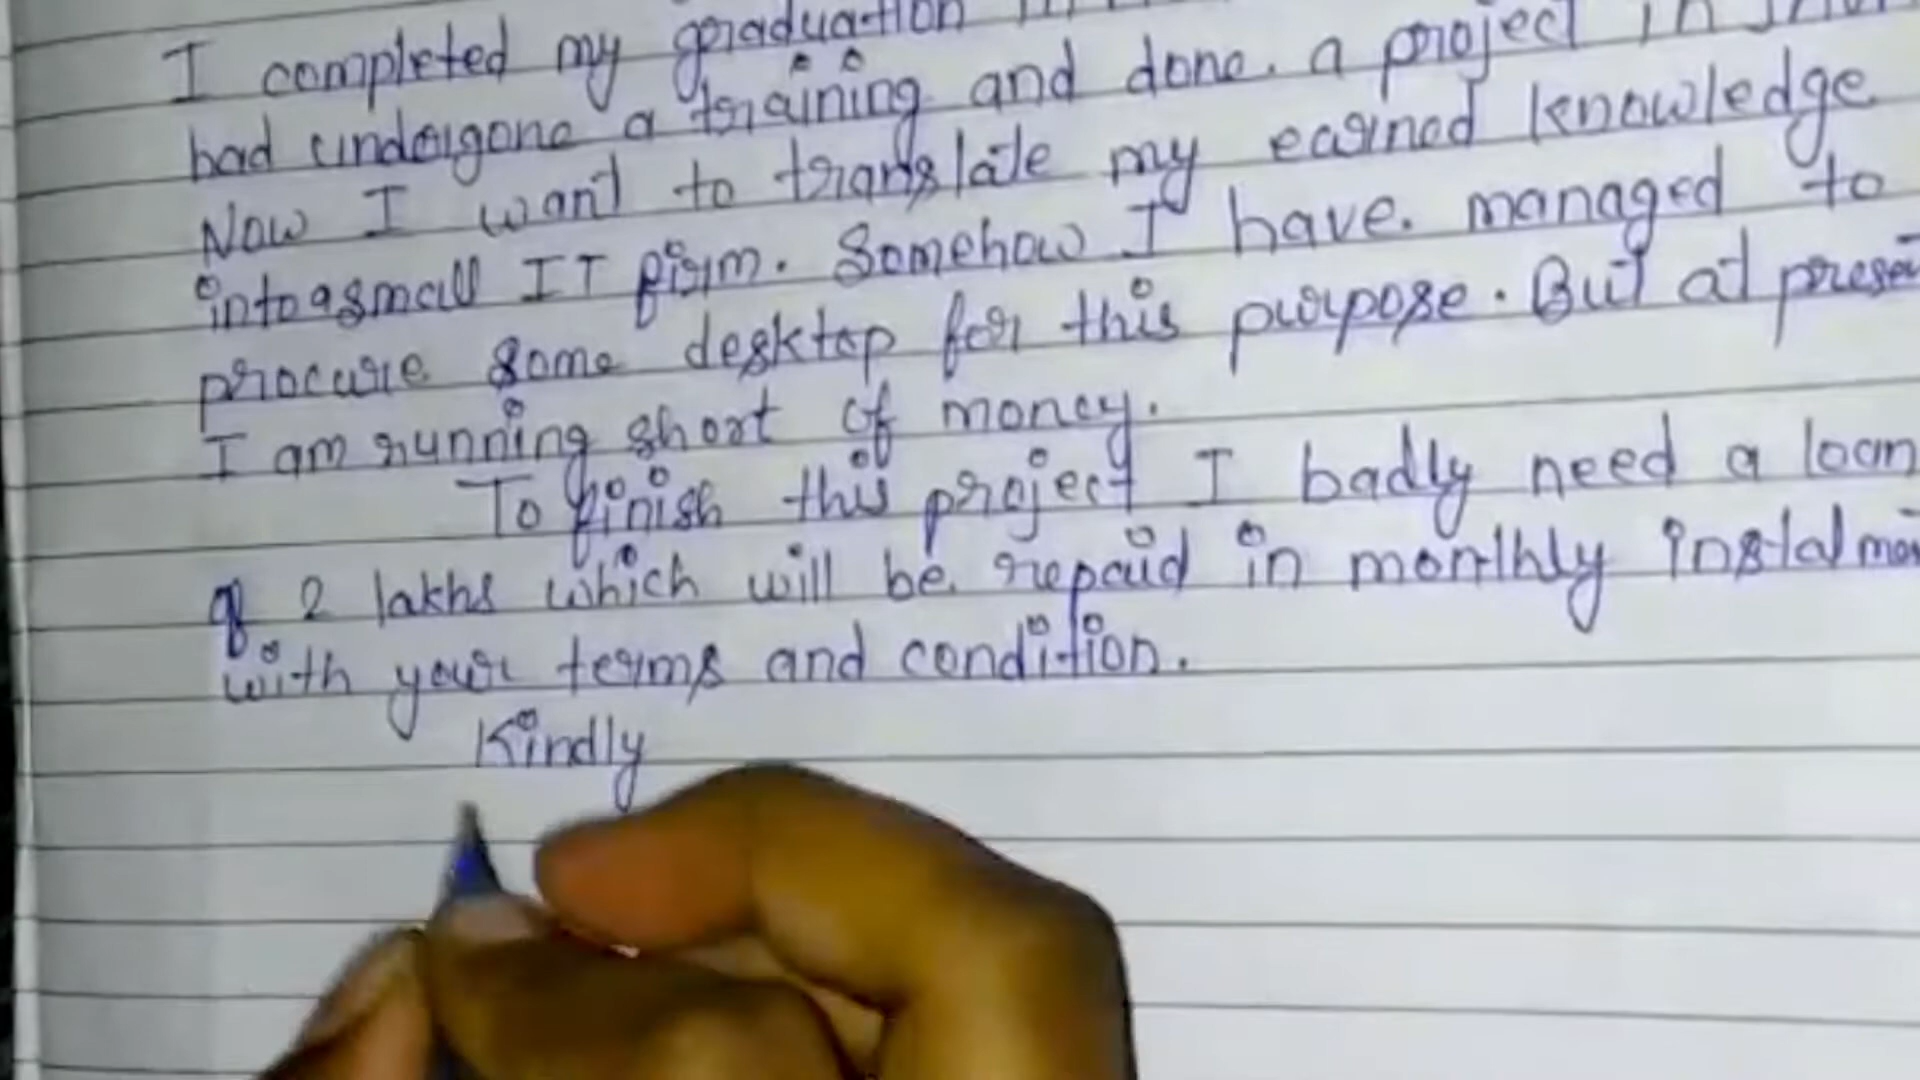 I completed my graduation in
had undergone a training and done a project in
Now I want to translate my earned knowledge
into a small IT firm. Somehow I have managed to
procure some desktop for this purpose. But at
I am running short of money.
To finish this project I badly need a loan
of 2 lakhs which will be repaid in monthly
with your terms and condition.
Kindly